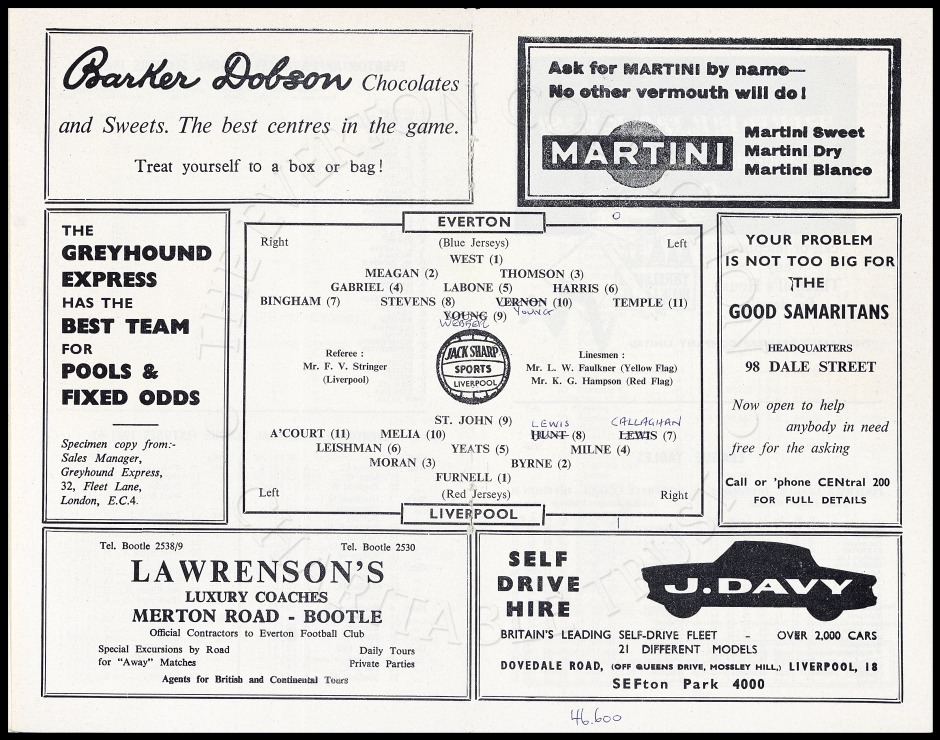 Barker Dobson Chocolates
and Sweets. The best centres in the game.
Treat yourself to a box or bag!
Ask for MARTINI by name—
No other vermouth will do!
MARTINI
Martini Sweet
Martini Dry
Martini Bianco
THE
GREYHOUND
EXPRESS
HAS THE
BEST TEAM
FOR
POOLS &
FIXED ODDS
Specimen copy from:-
Sales Manager,
Greyhound Express,
32, Fleet Lane,
London, E.C.4.
EVERTON
0
Right (Blue Jerseys) Left
WEST (1)
MEAGAN (2) THOMSON (3)
GABRIEL (4) LABONE (5) HARRIS (6)
BINGHAM (7) STEVENS (8) VERNON (10) TEMPLE (11)
YOUNG
YOUNG (9)
WEBBER
Referee :
Mr. F. V. Stringer
(Liverpool)
JACK SHARP
SPORTS
LIVERPOOL
Linesmen :
Mr. L. W. Faulkner (Yellow Flag)
Mr. K. G. Hampson (Red Flag)
LEWIS CALLAGHAN
ST. JOHN (9) HUNT (8) LEWIS (7)
A'COURT (11) MELIA (10)
LEISHMAN (6) YEATS (5) MILNE (4)
MORAN (3) BYRNE (2)
FURNELL (1)
Left (Red Jerseys) Right
LIVERPOOL
1
YOUR PROBLEM
IS NOT TOO BIG FOR
THE
GOOD SAMARITANS
HEADQUARTERS
98 DALE STREET
Now open to help
anybody in need
free for the asking
Call or 'phone CENtral 200
FOR FULL DETAILS
Tel. Bootle 2538/9 Tel. Bootle 2530
LAWRENSON'S
LUXURY COACHES
MERTON ROAD - BOOTLE
Official Contractors to Everton Football Club
Special Excursions by Road
for "Away" Matches
Daily Tours
Private Parties
Agents for British and Continental Tours
SELF
DRIVE
HIRE
J. DAVY
BRITAIN'S LEADING SELF-DRIVE FLEET - OVER 2,000 CARS
21 DIFFERENT MODELS
DOVEDALE ROAD, (OFF QUEENS DRIVE, MOSSLEY HILL,) LIVERPOOL, 18
SEFton Park 4000
46.600
THE EVERTON COLLECTION
CHARITABLE TRUST